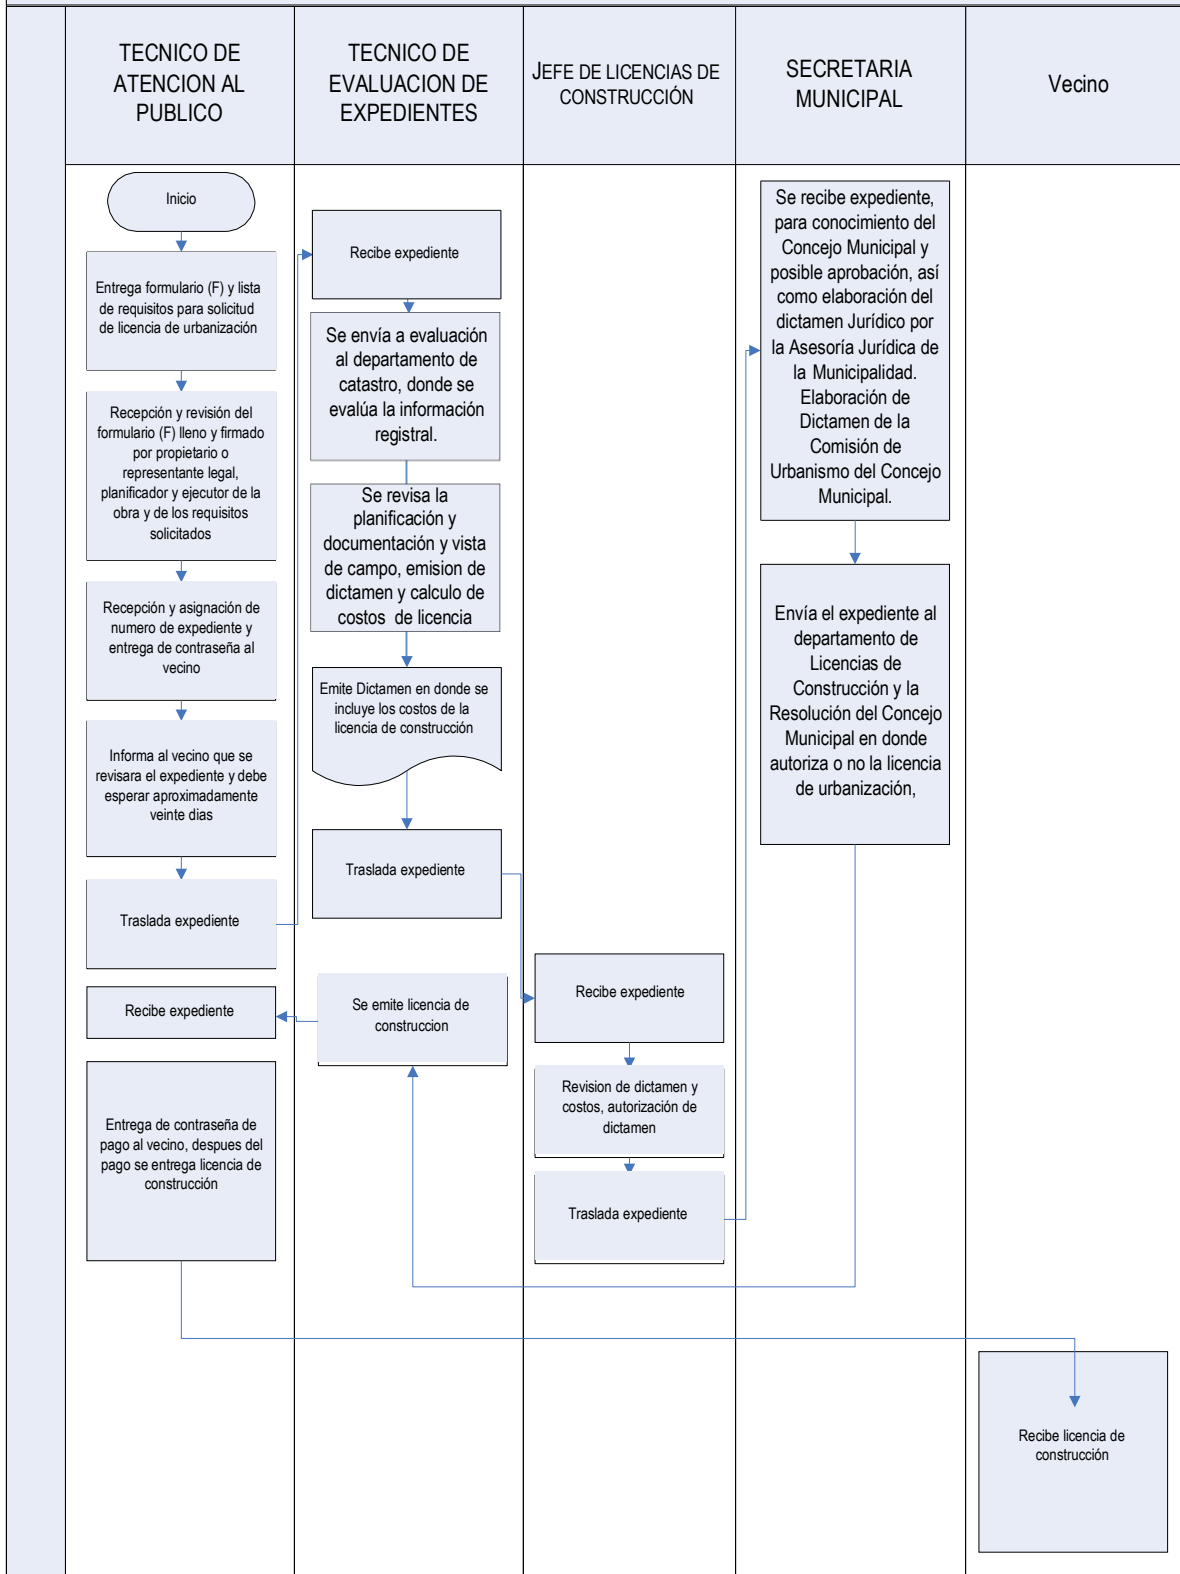 TECNICO DE
ATENCION AL
PUBLICO
TECNICO DE
EVALUACION DE
EXPEDIENTES
JEFE DE LICENCIAS DE
CONSTRUCCIÓN
SECRETARIA
MUNICIPAL
Vecino
Inicio
Entrega formulario (F) y lista
de requisitos para solicitud
de licencia de urbanización
Recepción y revisión del
formulario (F) lleno y firmado
por propietario o
representante legal,
planificador y ejecutor de la
obra y de los requisitos
solicitados
Recepción y asignación de
numero de expediente y
entrega de contraseña al
vecino
Informa al vecino que se
revisara el expediente y debe
esperar aproximadamente
veinte dias
Traslada expediente
Recibe expediente
Entrega de contraseña de
pago al vecino, despues del
pago se entrega licencia de
construcción
Recibe expediente
Se envía a evaluación
al departamento de
catastro, donde se
evalúa la información
registral.
Se revisa la
planificación y
documentación y vista
de campo, emision de
dictamen y calculo de
costos de licencia
Emite Dictamen en donde se
incluye los costos de la
licencia de construcción
Traslada expediente
Se emite licencia de
construccion
Recibe expediente
Revision de dictamen y
costos, autorización de
dictamen
Traslada expediente
Se recibe expediente,
para conocimiento del
Concejo Municipal y
posible aprobación, así
como elaboración del
dictamen Jurídico por
la Asesoría Jurídica de
la Municipalidad.
Elaboración de
Dictamen de la
Comisión de
Urbanismo del Concejo
Municipal.
Envía el expediente al
departamento de
Licencias de
Construcción y la
Resolución del Concejo
Municipal en donde
autoriza o no la licencia
de urbanización,
Recibe licencia de
construcción